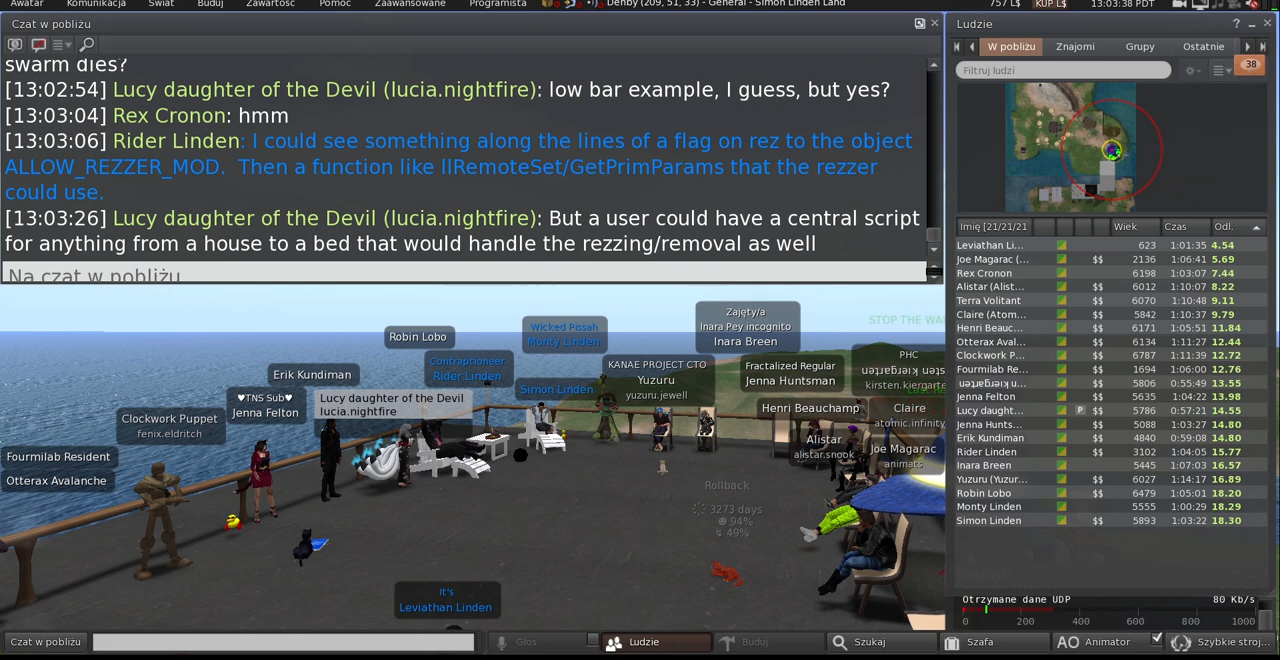 Awatar Komunikacja Świat Buduj Zawartość Pomoc Zaawansowane Programista Denby (209, 51, 33) - General - Simon Linden Land 757 L$ KUP L$ 13:03:38 PDT
Czat w pobliżu
swarm dies?
[13:02:54] Lucy daughter of the Devil (lucia.nightfire): low bar example, I guess, but yes?
[13:03:04] Rex Cronon: hmm
[13:03:06] Rider Linden: I could see something along the lines of a flag on rez to the object
ALLOW_REZZER_MOD. Then a function like llRemoteSet/GetPrimParams that the rezzer
could use.
[13:03:26] Lucy daughter of the Devil (lucia.nightfire): But a user could have a central script
for anything from a house to a bed that would handle the rezzing/removal as well
Na czat w pobliżu
Robin Lobo
Wicked Pissah
Monty Linden
Zajęty/a
Inara Pey incognito
Inara Breen
STOP THE WA
Erik Kundiman
Contraptioneer
Rider Linden
KANAE PROJECT CTO
Yuzuru
yuzuru.jewell
Fractalized Regular
Jenna Huntsman
PHC
kirsten.kiergarte
♥TNS Sub♥
Jenna Felton
Lucy daughter of the Devil
lucia.nightfire
Simon Linden
Henri Beauchamp
Claire
atomic.infinity
Clockwork Puppet
fenix.eldritch
Alistar
alistar.snook
Joe Magarac
animats
Fourmilab Resident
Otterax Avalanche
Rollback
3273 days
94%
49%
It's
Leviathan Linden
Ludzie
W pobliżu Znajomi Grupy Ostatnie
Filtruj ludzi
38
Imię [21/21/21 Wiek Czas Odl.
Leviathan Li... 623 1:01:35 4.54
Joe Magarac (... $$ 2136 1:06:41 5.69
Rex Cronon 6198 1:03:07 7.44
Alistar (Alist... $$ 6012 1:10:07 8.22
Terra Volitant $$ 6070 1:10:48 9.11
Claire (Atom... $$ 5842 1:10:37 9.79
Henri Beauc... $$ 6171 1:05:51 11.84
Otterax Aval... $$ 6134 1:11:27 12.44
Clockwork P... $$ 6787 1:11:39 12.72
Fourmilab Re... $$ 1694 1:06:00 12.76
$$ 5806 0:55:49 13.55
Jenna Felton $$ 5635 1:04:22 13.98
Lucy daught... P $$ 5786 0:57:21 14.55
Jenna Hunts... $$ 5088 1:03:27 14.80
Erik Kundiman $$ 4840 0:59:08 14.80
Rider Linden $$ 3102 1:04:05 15.77
Inara Breen 5445 1:07:03 16.57
Yuzuru (Yuzur... $$ 6027 1:14:17 16.89
Robin Lobo $$ 6479 1:05:01 18.20
Monty Linden 5555 1:00:29 18.29
Simon Linden $$ 5893 1:03:22 18.30
Otrzymane dane UDP 80 Kb/s
200 400 600 800 1000
Czat w pobliżu Głos Ludzie Buduj Szukaj Szafa AO Animator Szybkie stroj...